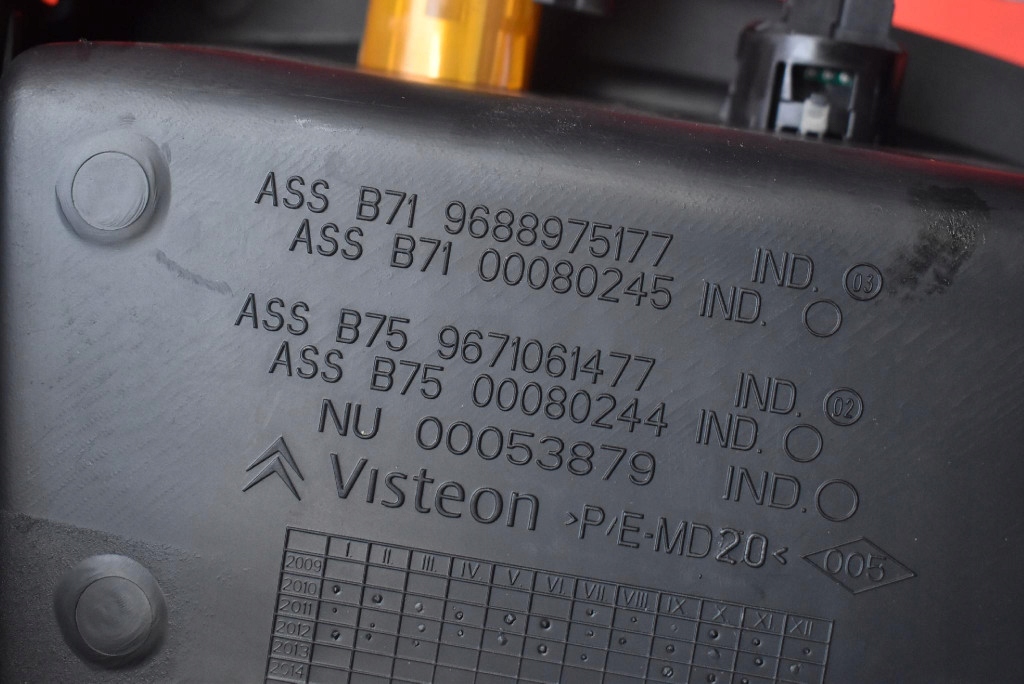 ASS B71 9688975177 IND. 03
ASS B71 00080245 IND.
ASS B75 9671061477 IND. 02
ASS B75 00080244 IND.
NU 00053879 IND.
Visteon >P/E-MD20< 005
I. II. III. IV. V. VI. VII. VIII. IX X. XI XII
2009
2010
2011
2012
2013
2014